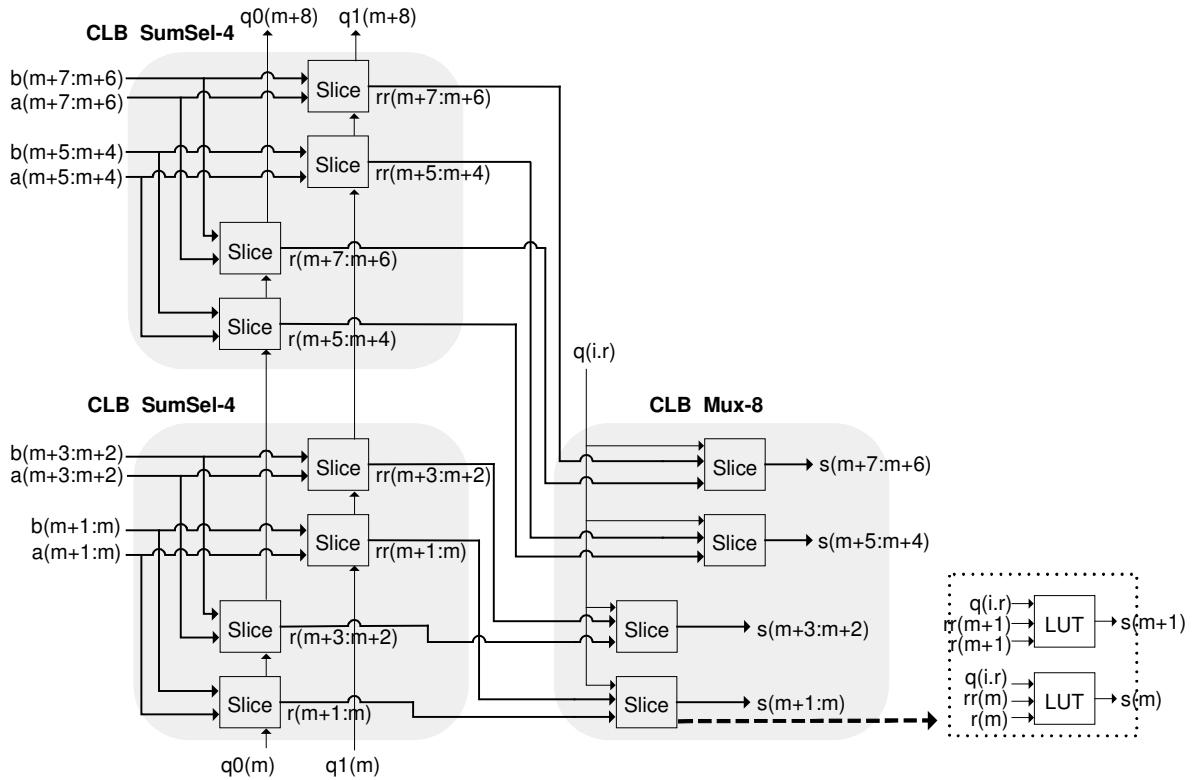 q0(m+8) q1(m+8)
CLB SumSel-4
b(m+7:m+6)
a(m+7:m+6)
Slice
rr(m+7:m+6)
b(m+5:m+4)
a(m+5:m+4)
Slice
rr(m+5:m+4)
Slice
r(m+7:m+6)
Slice
r(m+5:m+4)
q(i.r)
CLB SumSel-4
CLB Mux-8
b(m+3:m+2)
a(m+3:m+2)
Slice
rr(m+3:m+2)
Slice
s(m+7:m+6)
b(m+1:m)
a(m+1:m)
Slice
rr(m+1:m)
Slice
s(m+5:m+4)
Slice
r(m+3:m+2)
Slice
s(m+3:m+2)
Slice
r(m+1:m)
Slice
s(m+1:m)
q0(m) q1(m)
q(i.r)
rr(m+1)
r(m+1)
LUT
s(m+1)
q(i.r)
rr(m)
r(m)
LUT
s(m)